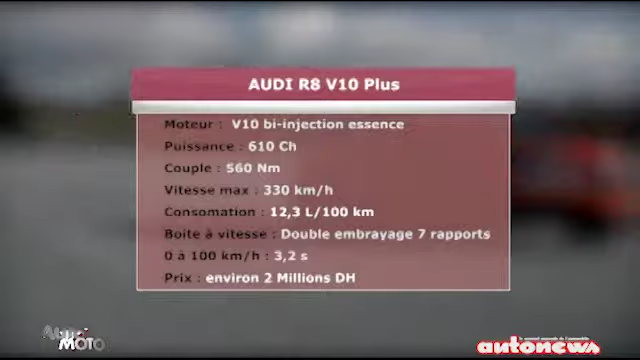 AUDI R8 V10 Plus
Moteur : V10 bi-injection essence
Puissance : 610 Ch
Couple : 560 Nm
Vitesse max : 330 km/h
Consomation : 12,3 L/100 km
Boite à vitesse : Double embrayage 7 rapports
0 à 100 km/h : 3,2 s
Prix : environ 2 Millions DH
MOTO
autonews